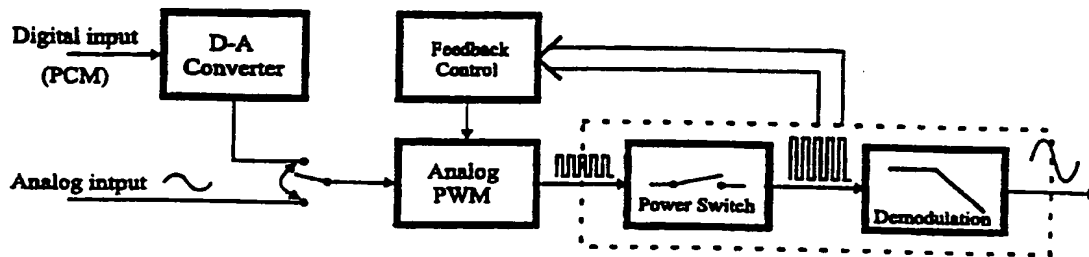 Digital input
(PCM)
D-A
Converter
Feedback
Control
Analog intput
Analog
PWM
Power Switch
Demodulation